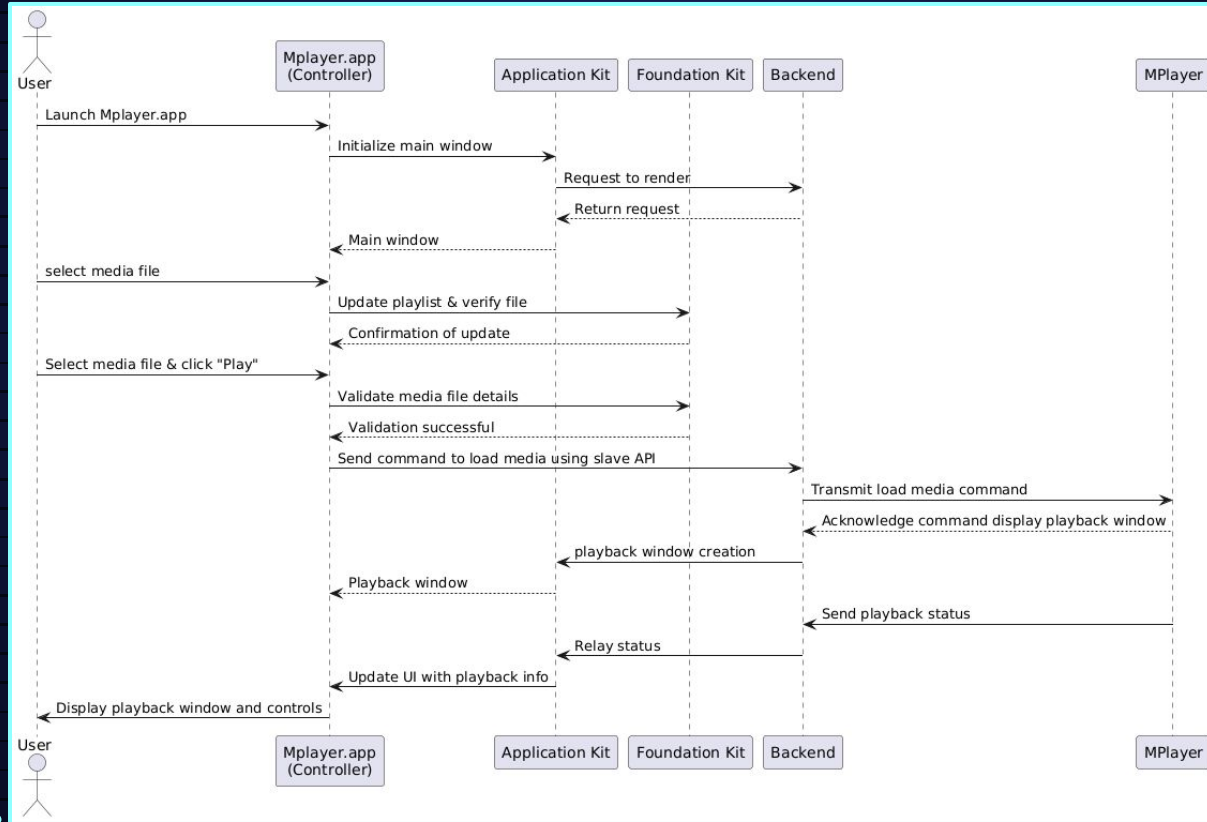 User
Mplayer.app
(Controller)
Application Kit
Foundation Kit
Backend
MPlayer
Launch Mplayer.app
Initialize main window
Request to render
Return request
Main window
select media file
Update playlist & verify file
Confirmation of update
Select media file & click "Play"
Validate media file details
Validation successful
Send command to load media using slave API
Transmit load media command
Acknowledge command display playback window
playback window creation
Playback window
Send playback status
Relay status
Update UI with playback info
Display playback window and controls
User
Mplayer.app
(Controller)
Application Kit
Foundation Kit
Backend
MPlayer